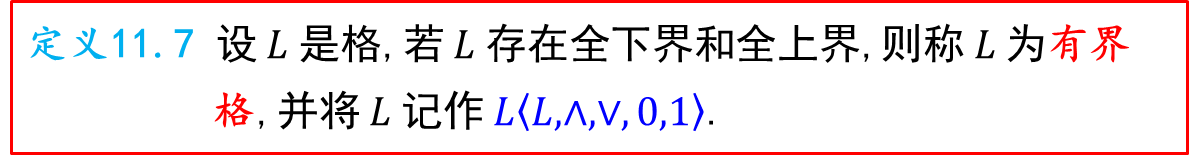 定义11.7 设 L 是格, 若 L 存在全下界和全上界, 则称 L 为有界
格, 并将 L 记作 L⟨L,∧,∨, 0,1⟩.